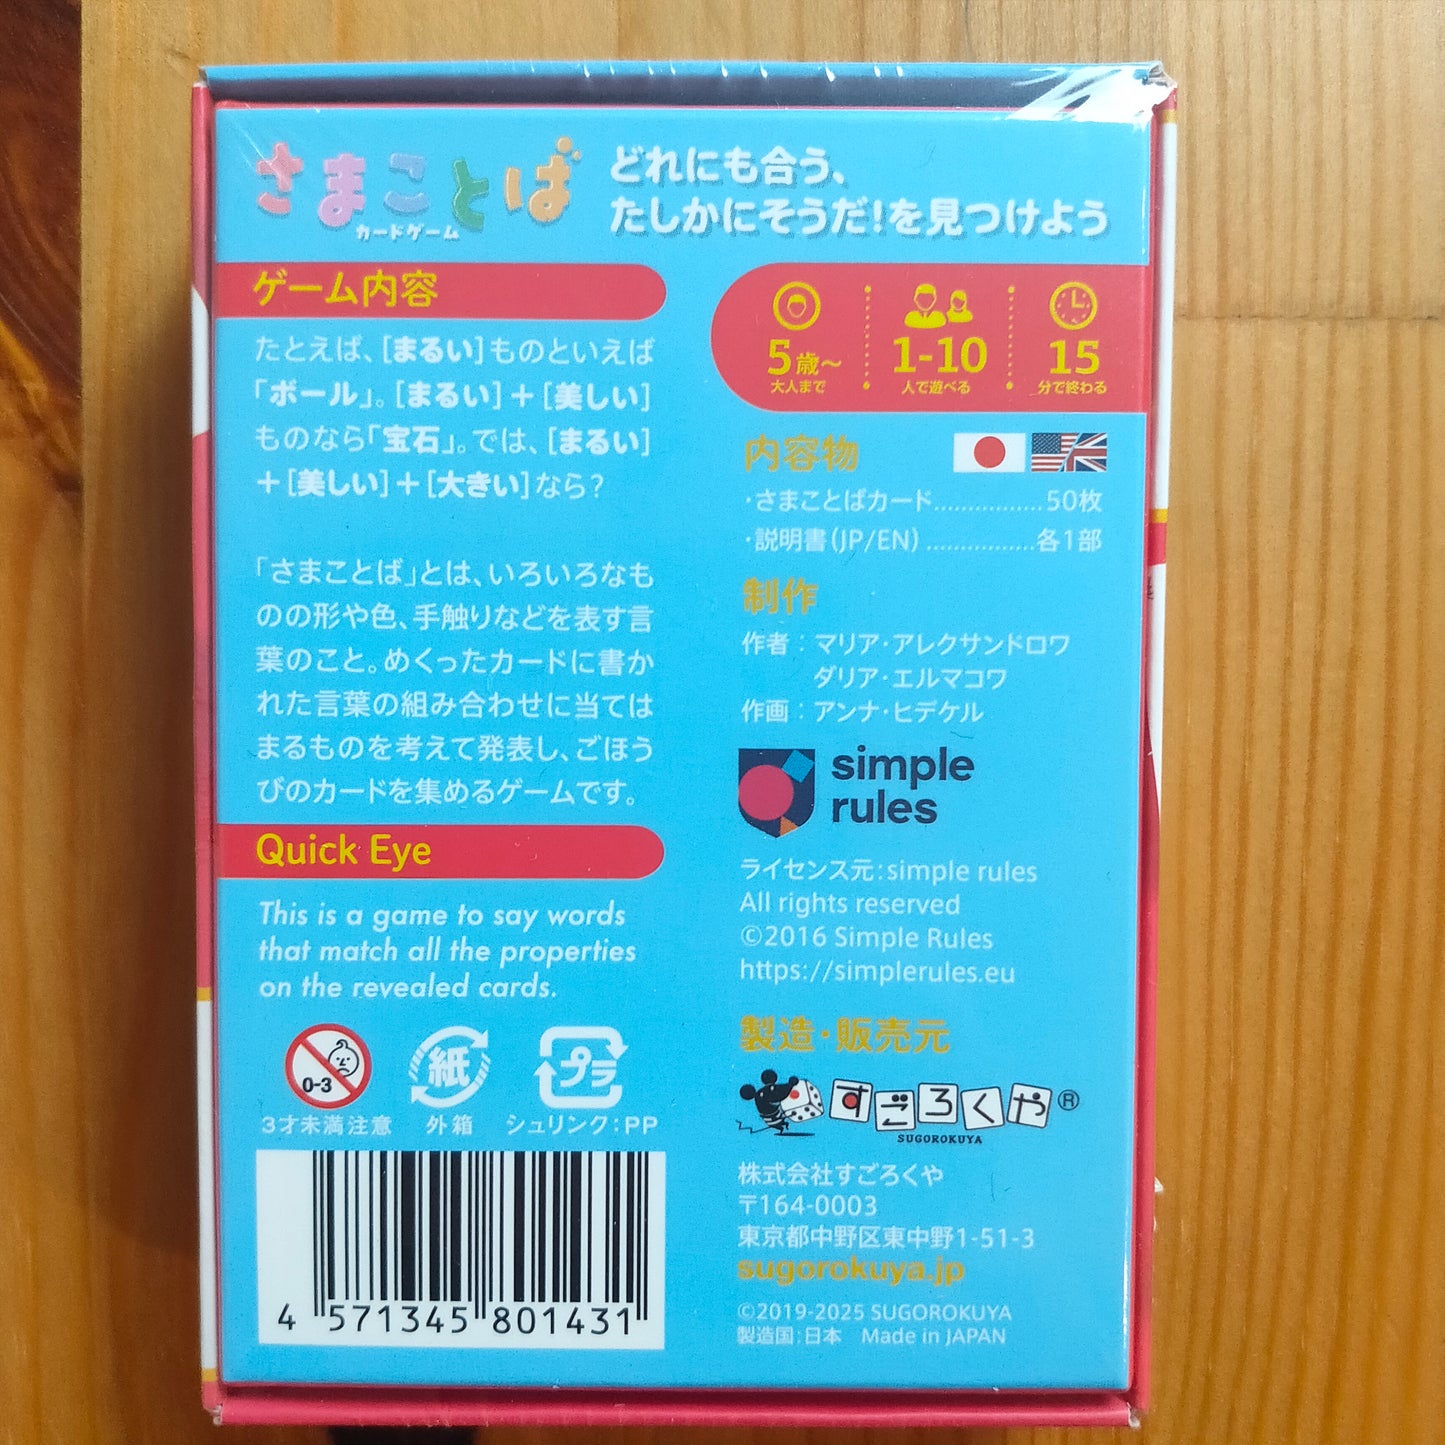 さまことば
カードゲーム
どれにも合う、
たしかにそうだ!を見つけよう
ゲーム内容
たとえば、[まるい]ものといえば
「ボール」。[まるい]+[美しい]
ものなら「宝石」。では、[まるい]
+[美しい]+[大きい]なら?
「さまことば」とは、いろいろなも
のの形や色、手触りなどを表す言
葉のこと。めくったカードに書か
れた言葉の組み合わせに当ては
まるものを考えて発表し、ごほう
びのカードを集めるゲームです。
Quick Eye
This is a game to say words
that match all the properties
on the revealed cards.
0-3
3才未満注意
紙
外箱
プラ
シュリンク:PP
4 571345 801431
5歳〜
大人まで
1-10
人で遊べる
15
分で終わる
内容物
・さまことばカード.................50枚
・説明書(JP/EN)................各1部
制作
作者:マリア・アレクサンドロワ
ダリア・エルマコワ
作画:アンナ・ヒデケル
simple
rules
ライセンス元:simple rules
All rights reserved
©2016 Simple Rules
https://simplerules.eu
製造・販売元
すごろくや®
SUGOROKUYA
株式会社すごろくや
〒164-0003
東京都中野区東中野1-51-3
sugorokuya.jp
©2019-2025 SUGOROKUYA
製造国:日本 Made in JAPAN